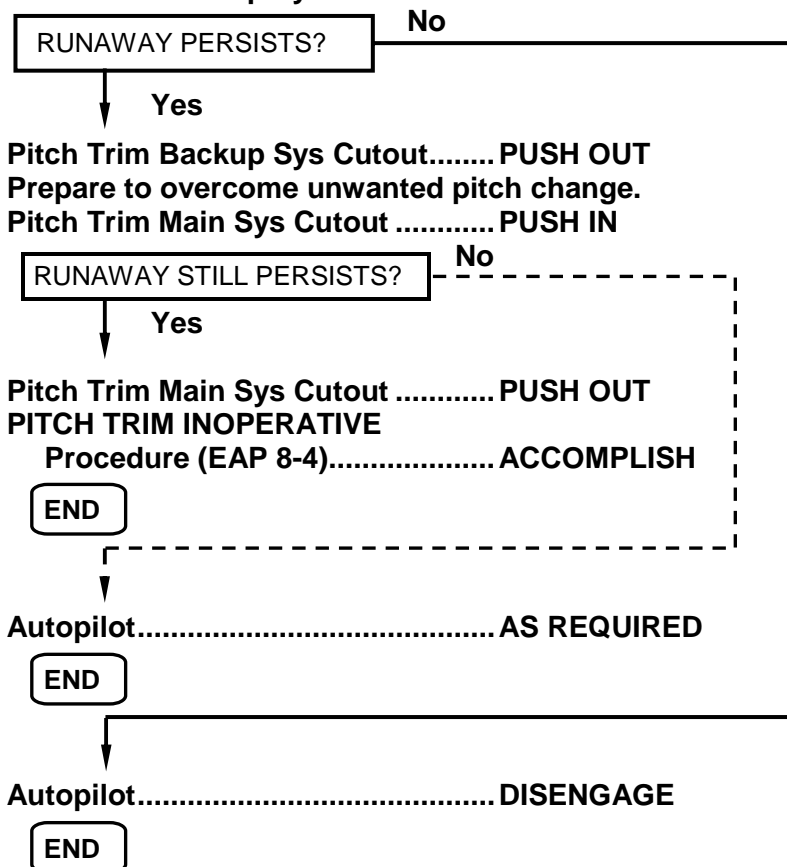 No
RUNAWAY PERSISTS?
Yes
Pitch Trim Backup Sys Cutout........ PUSH OUT
Prepare to overcome unwanted pitch change.
Pitch Trim Main Sys Cutout ............ PUSH IN
No
RUNAWAY STILL PERSISTS?
Yes
Pitch Trim Main Sys Cutout ............ PUSH OUT
PITCH TRIM INOPERATIVE
Procedure (EAP 8-4).................... ACCOMPLISH
END
Autopilot........................................... AS REQUIRED
END
Autopilot........................................... DISENGAGE
END